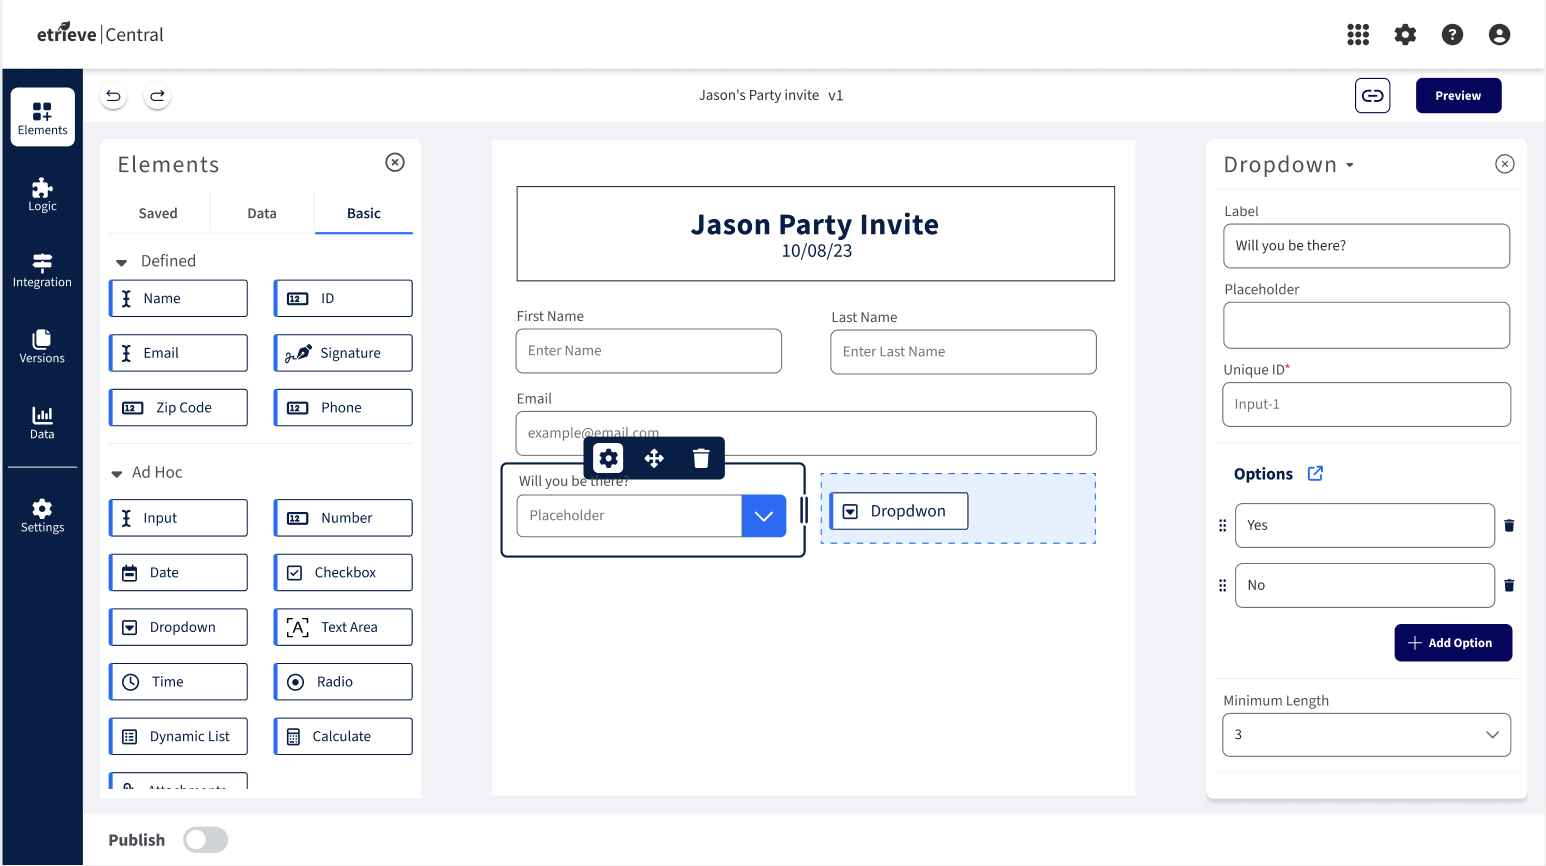 etrieve | Central
Jason's Party invite v1
Preview
Elements
Logic
Integration
Versions
Data
Settings
Elements
Saved
Data
Basic
Defined
Name
ID
Email
Signature
Zip Code
Phone
Ad Hoc
Input
Number
Date
Checkbox
Dropdown
Text Area
Time
Radio
Dynamic List
Calculate
Attachments
Jason Party Invite
10/08/23
First Name
Last Name
Enter Name
Enter Last Name
Email
example@email.com
Will you be there?
Placeholder
Dropdwon
Dropdown
Label
Will you be there?
Placeholder
Unique ID*
Input-1
Options
Yes
No
Add Option
Minimum Length
3
Publish